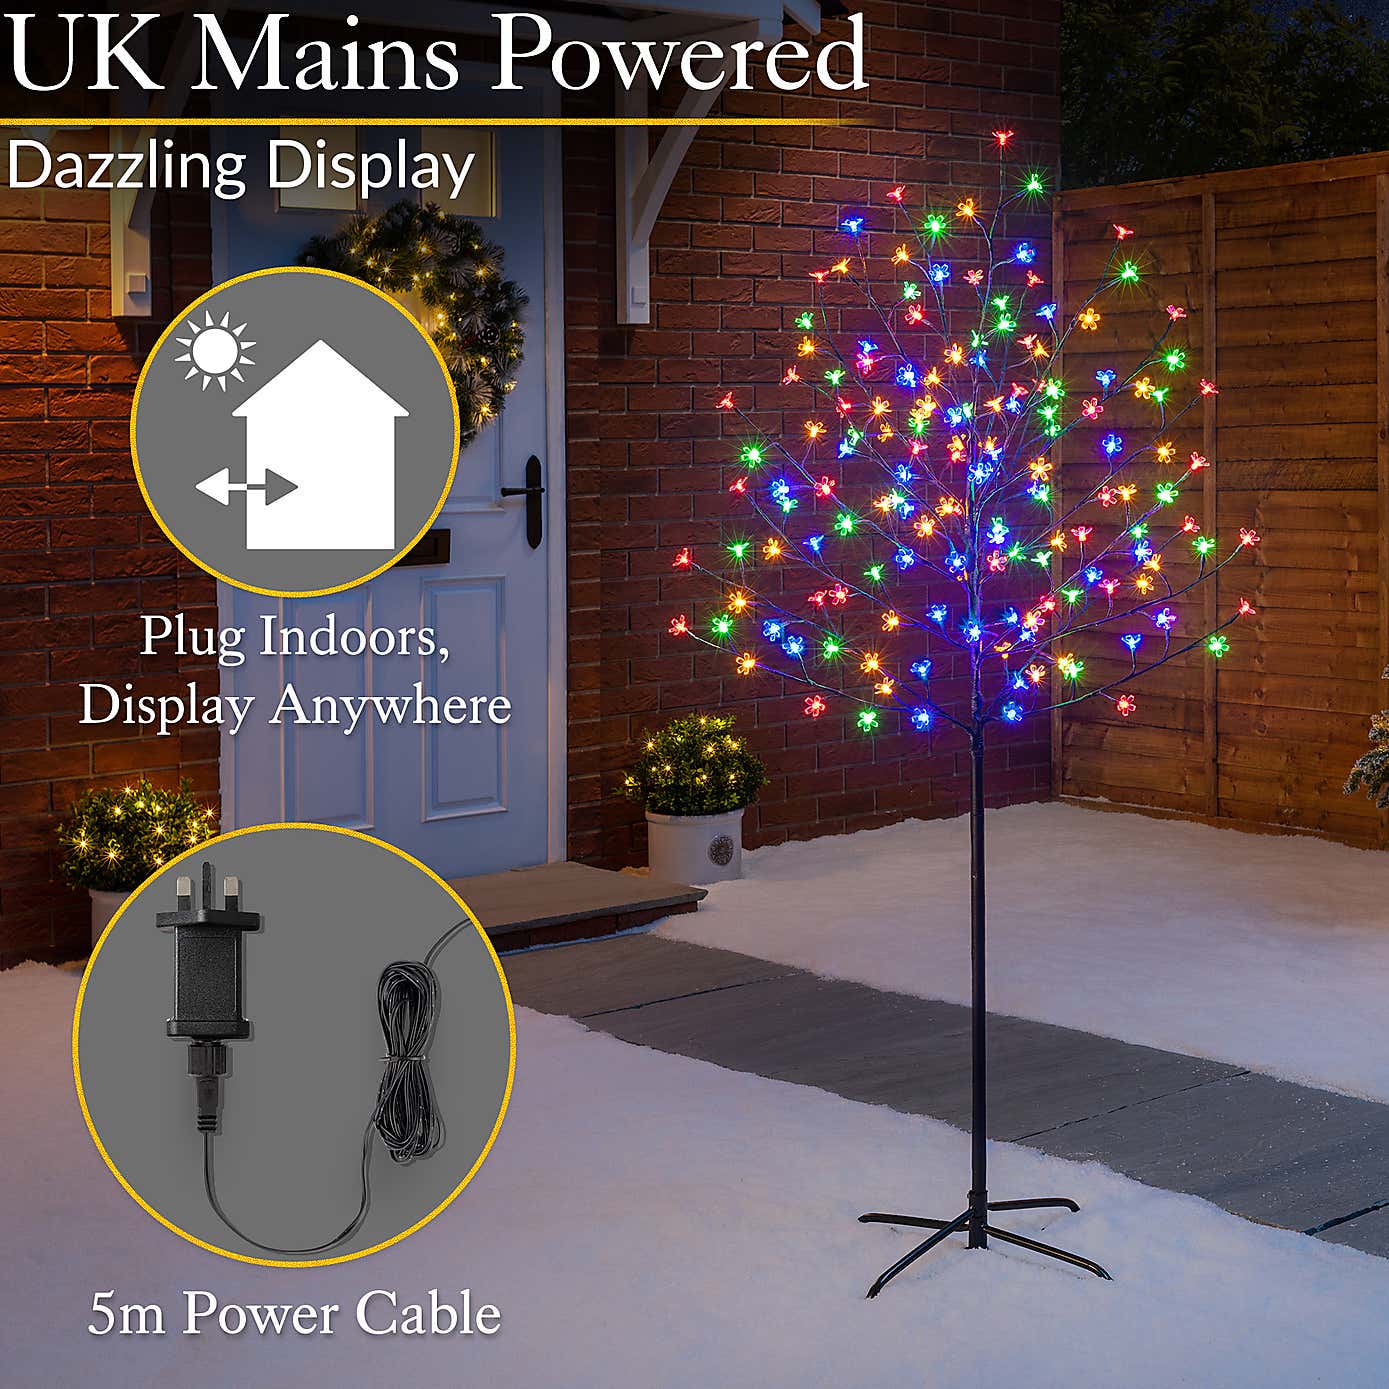 UK Mains Powered
Dazzling Display
Plug Indoors,
Display Anywhere
5m Power Cable